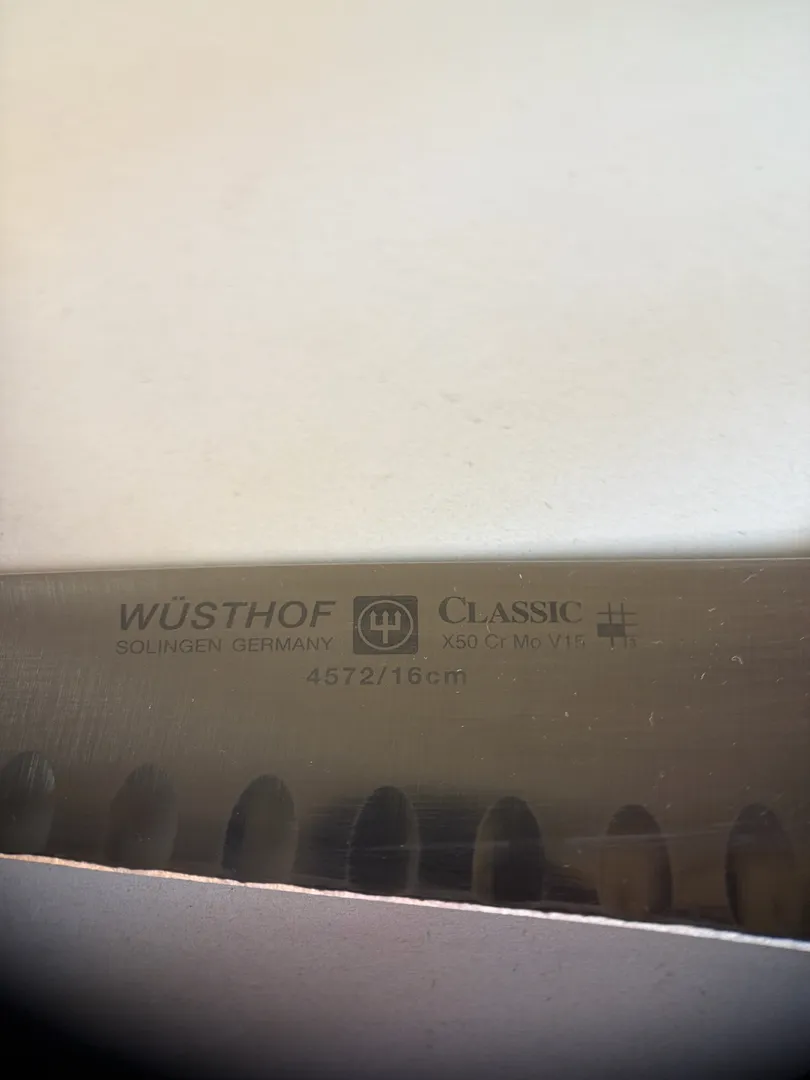 WÜSTHOF CLASSIC
SOLINGEN GERMANY X50 Cr Mo V15
4572/16cm